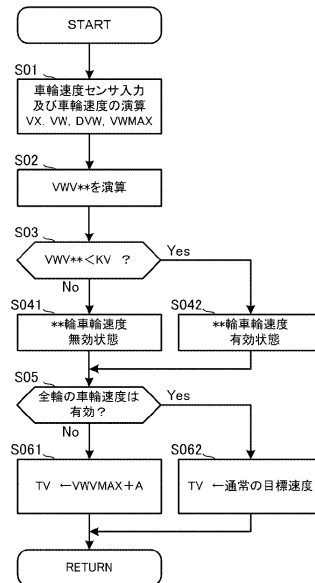 START
S01
車輪速度センサ入力
及び車輪速度の演算
VX, VW, DVW, VWMAX
S02
VWV**を演算
S03
VWV**<KV ?
Yes
No
S041
**輪車輪速度
無効状態
S042
**輪車輪速度
有効状態
S05
全輪の車輪速度は
有効?
Yes
No
S061
TV ←VWVMAX+A
S062
TV ←通常の目標速度
RETURN